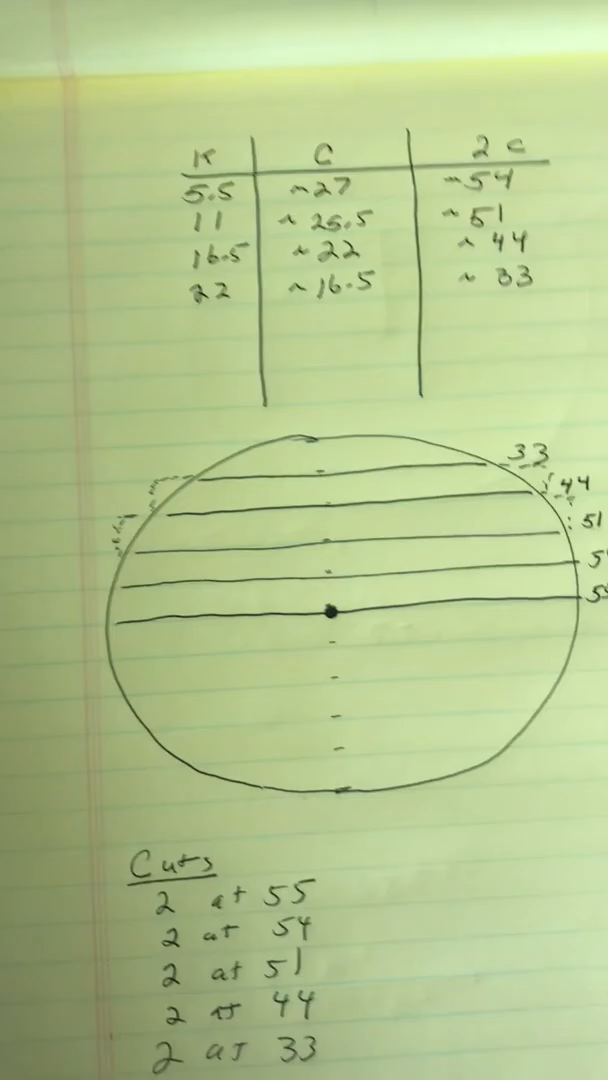 K C 2 c
5.5 ~27 ~54
11 ~ 25.5 ~51
16.5 ~ 22 ~ 44
22 ~16.5 ~ 33
33
44
51
Cuts
2 at 55
2 at 54
2 at 51
2 at 44
2 at 33